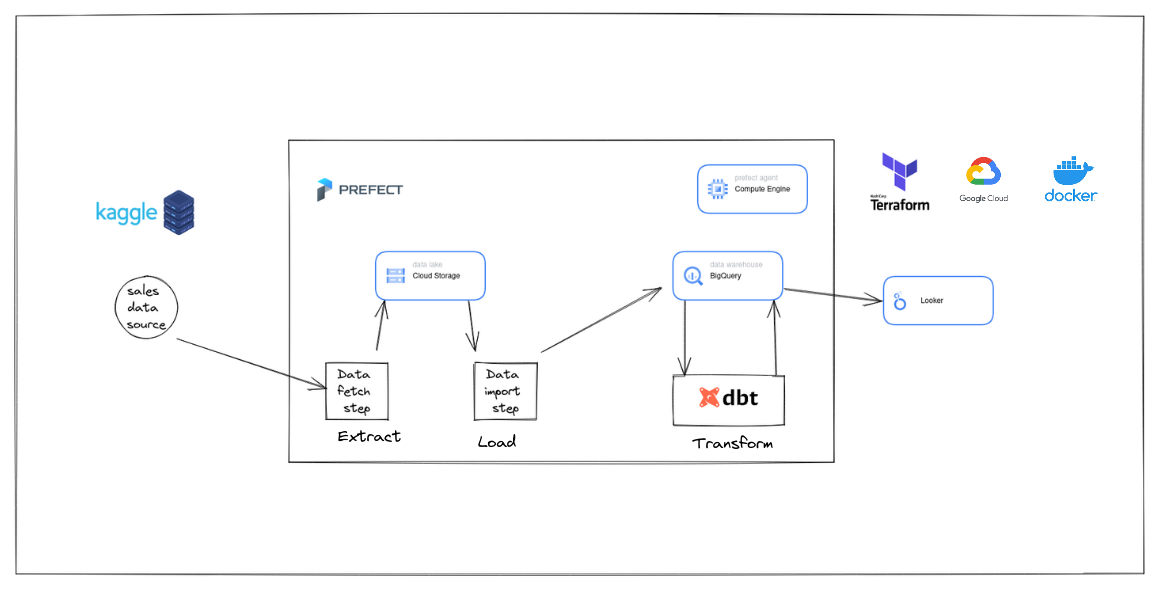 kaggle
sales
data
source
PREFECT
prefect agent
Compute Engine
data lake
Cloud Storage
data warehouse
BigQuery
Data
fetch
step
Extract
Data
import
step
Load
dbt
Transform
HashiCorp
Terraform
Google Cloud
docker
Looker